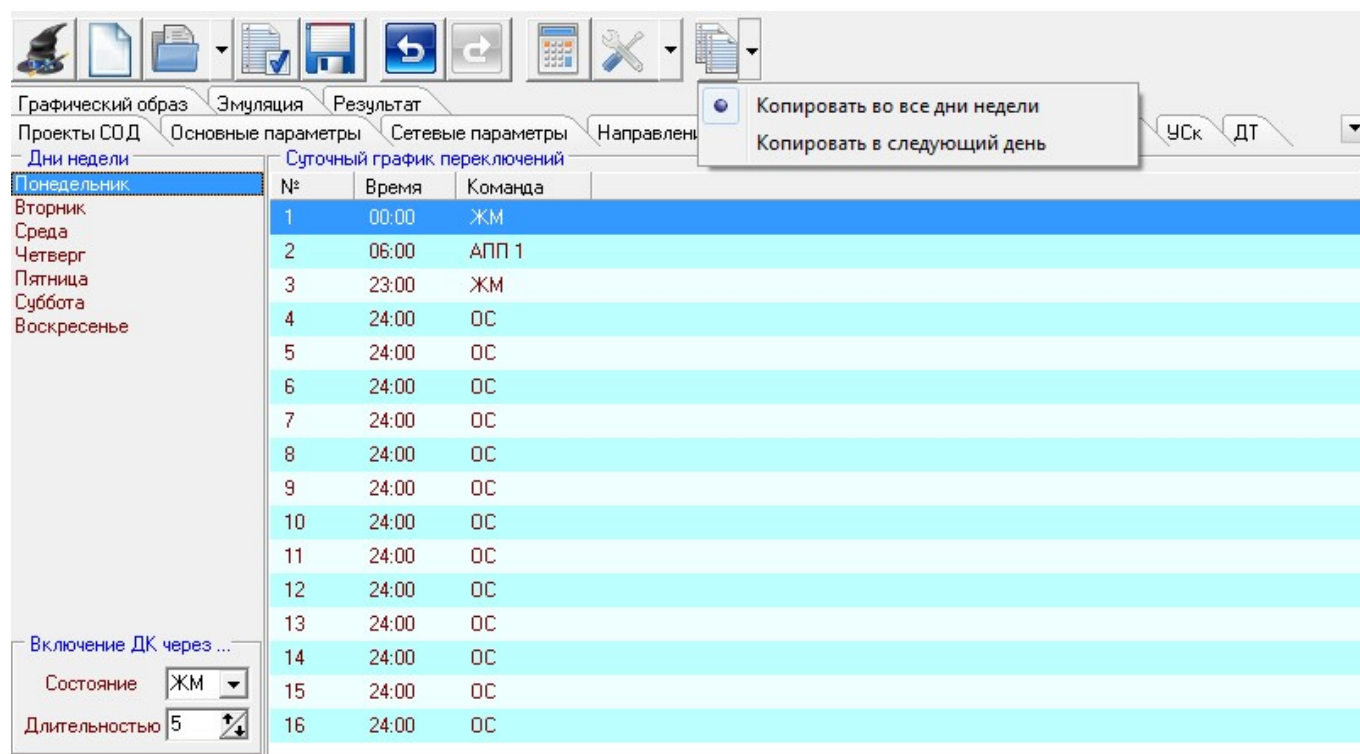 Графический образ Эмуляция Результат
Копировать во все дни недели
Копировать в следующий день
Проекты СОД Основные параметры Сетевые параметры УСк ДТ
Дни недели
Понедельник
Вторник
Среда
Четверг
Пятница
Суббота
Воскресенье
Суточный график переключений
№ Время Команда
1 00:00 ЖМ
2 06:00 АПП 1
3 23:00 ЖМ
4 24:00 ОС
5 24:00 ОС
6 24:00 ОС
7 24:00 ОС
8 24:00 ОС
9 24:00 ОС
10 24:00 ОС
11 24:00 ОС
12 24:00 ОС
13 24:00 ОС
14 24:00 ОС
15 24:00 ОС
16 24:00 ОС
Включение ДК через ...
Состояние ЖМ
Длительностью 5